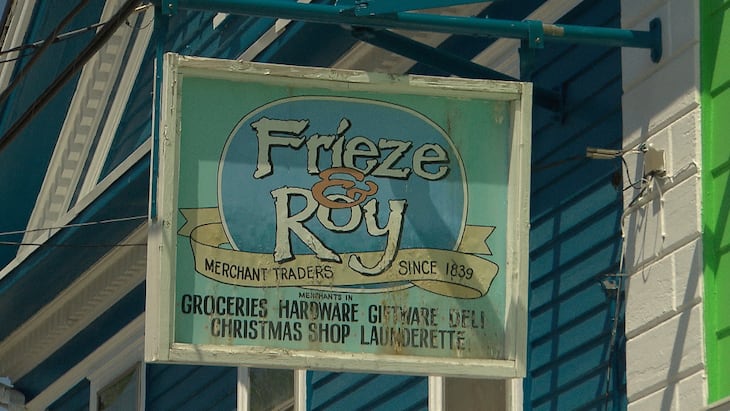 Frieze
&
Roy
MERCHANT TRADERS SINCE 1839
MERCHANTS IN
GROCERIES HARDWARE GIFTWARE DELI
CHRISTMAS SHOP LAUNDERETTE